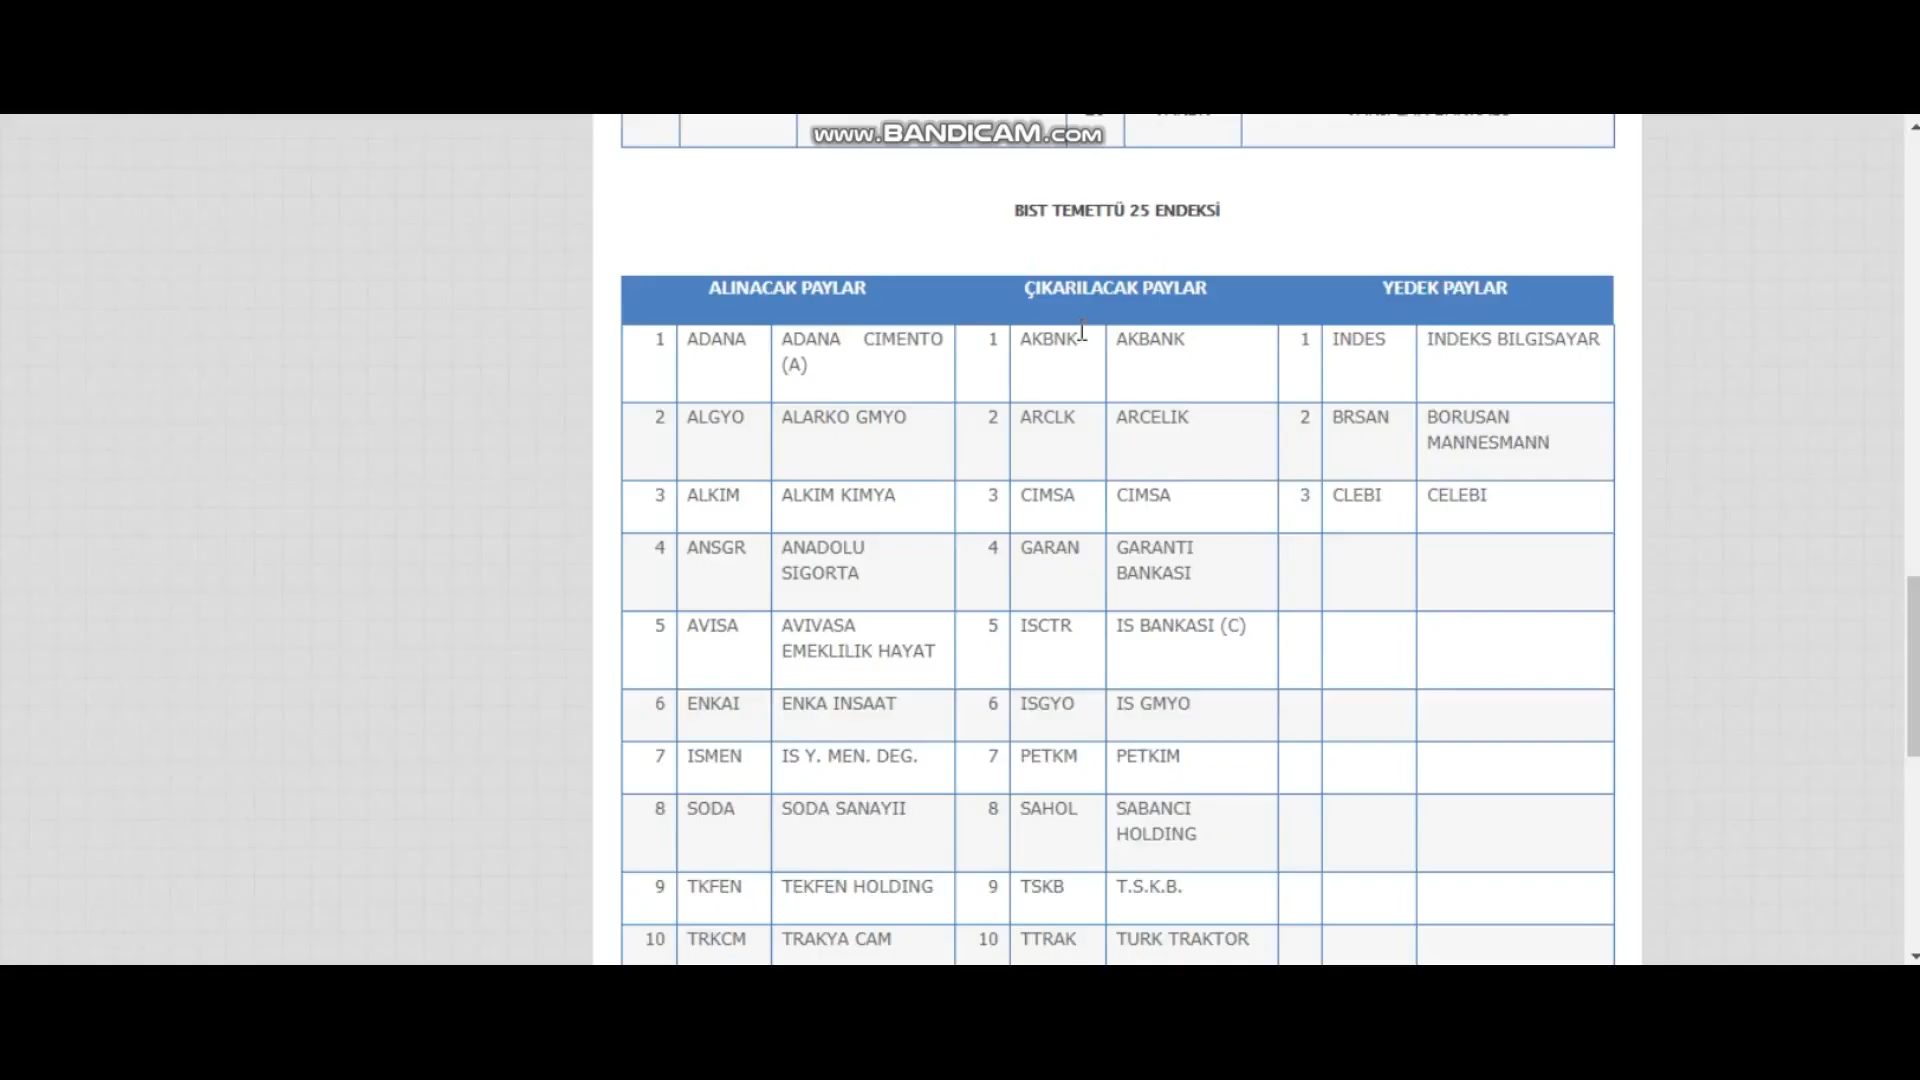 www.BANDICAM.com
BIST TEMETTÜ 25 ENDEKSİ
ALINACAK PAYLAR ÇIKARILACAK PAYLAR YEDEK PAYLAR
1 ADANA ADANA CIMENTO (A) 1 AKBNK AKBANK 1 INDES INDEKS BILGISAYAR
2 ALGYO ALARKO GMYO 2 ARCLK ARCELIK 2 BRSAN BORUSAN MANNESMANN
3 ALKIM ALKIM KIMYA 3 CIMSA CIMSA 3 CLEBI CELEBI
4 ANSGR ANADOLU SIGORTA 4 GARAN GARANTI BANKASI
5 AVISA AVIVASA EMEKLILIK HAYAT 5 ISCTR IS BANKASI (C)
6 ENKAI ENKA INSAAT 6 ISGYO IS GMYO
7 ISMEN IS Y. MEN. DEG. 7 PETKM PETKIM
8 SODA SODA SANAYII 8 SAHOL SABANCI HOLDING
9 TKFEN TEKFEN HOLDING 9 TSKB T.S.K.B.
10 TRKCM TRAKYA CAM 10 TTRAK TURK TRAKTOR